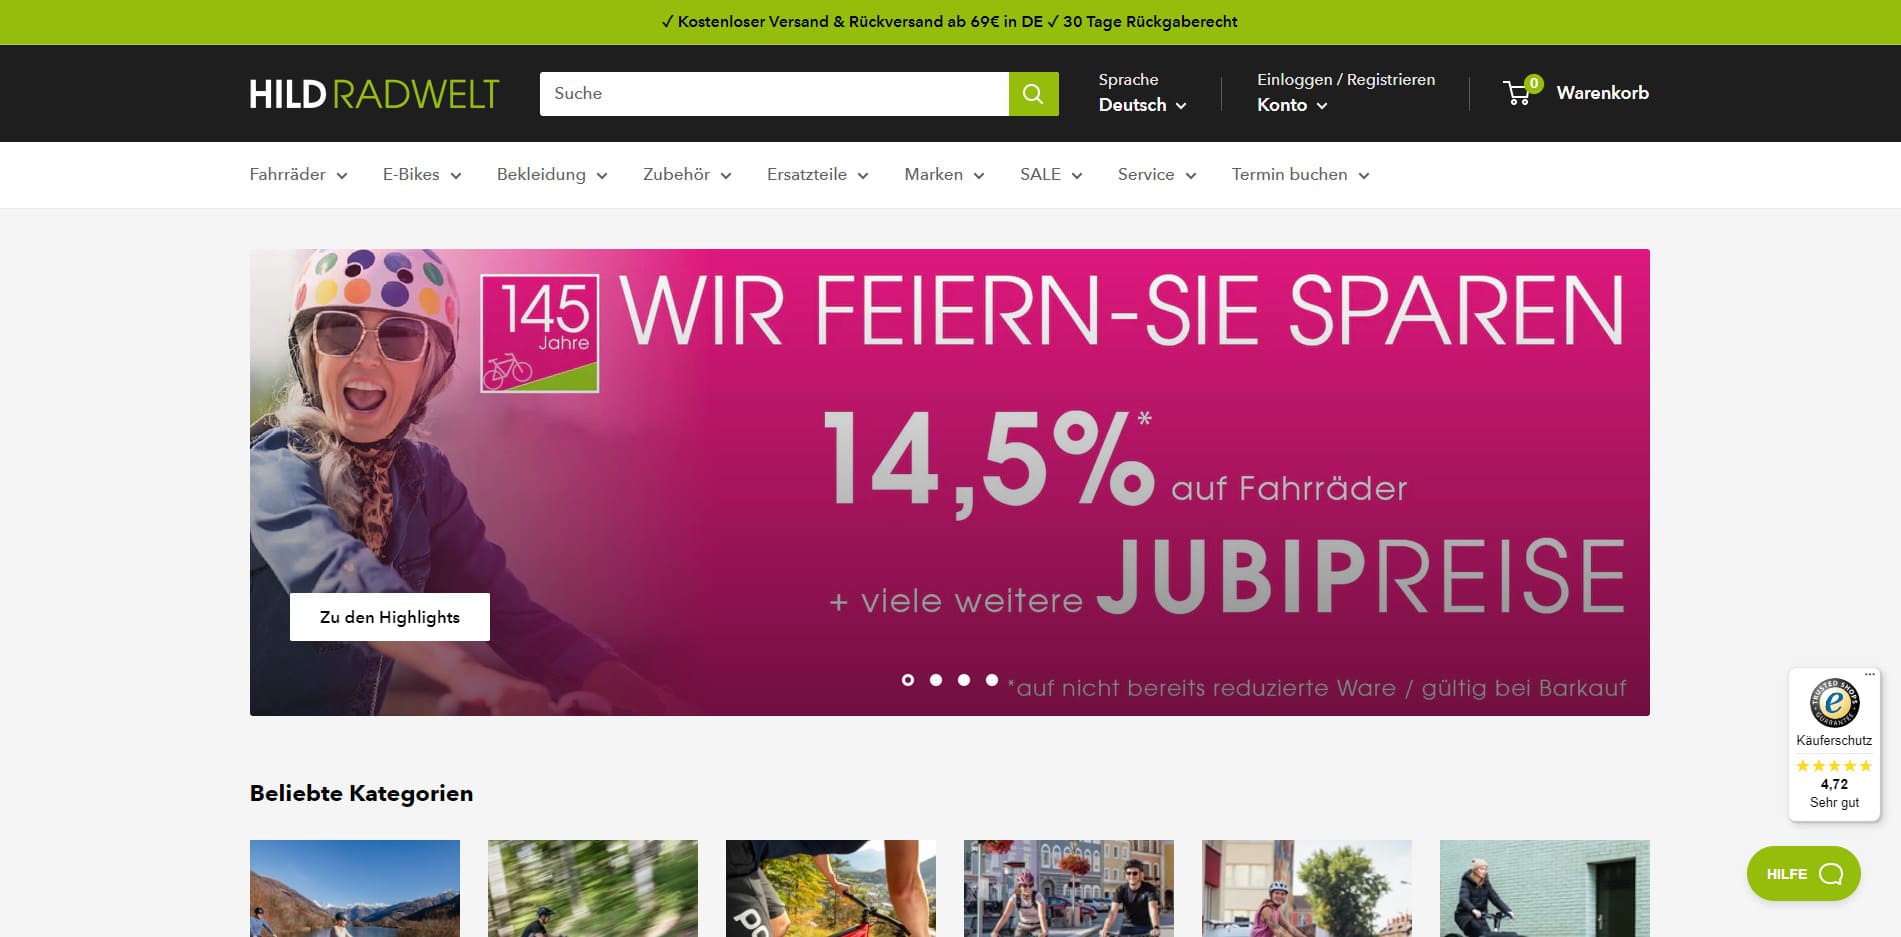 ✓ Kostenloser Versand & Rückversand ab 69€ in DE ✓ 30 Tage Rückgaberecht
HILD RADWELT
Suche
Sprache
Deutsch
Einloggen / Registrieren
Konto
0
Warenkorb
Fahrräder
E-Bikes
Bekleidung
Zubehör
Ersatzteile
Marken
SALE
Service
Termin buchen
145
Jahre
WIR FEIERN-SIE SPAREN
14,5%* auf Fahrräder
+ viele weitere JUBIPREISE
Zu den Highlights
*auf nicht bereits reduzierte Ware / gültig bei Barkauf
TRUSTED SHOPS
GUARANTEE
e
Käuferschutz
4,72
Sehr gut
Beliebte Kategorien
HILFE